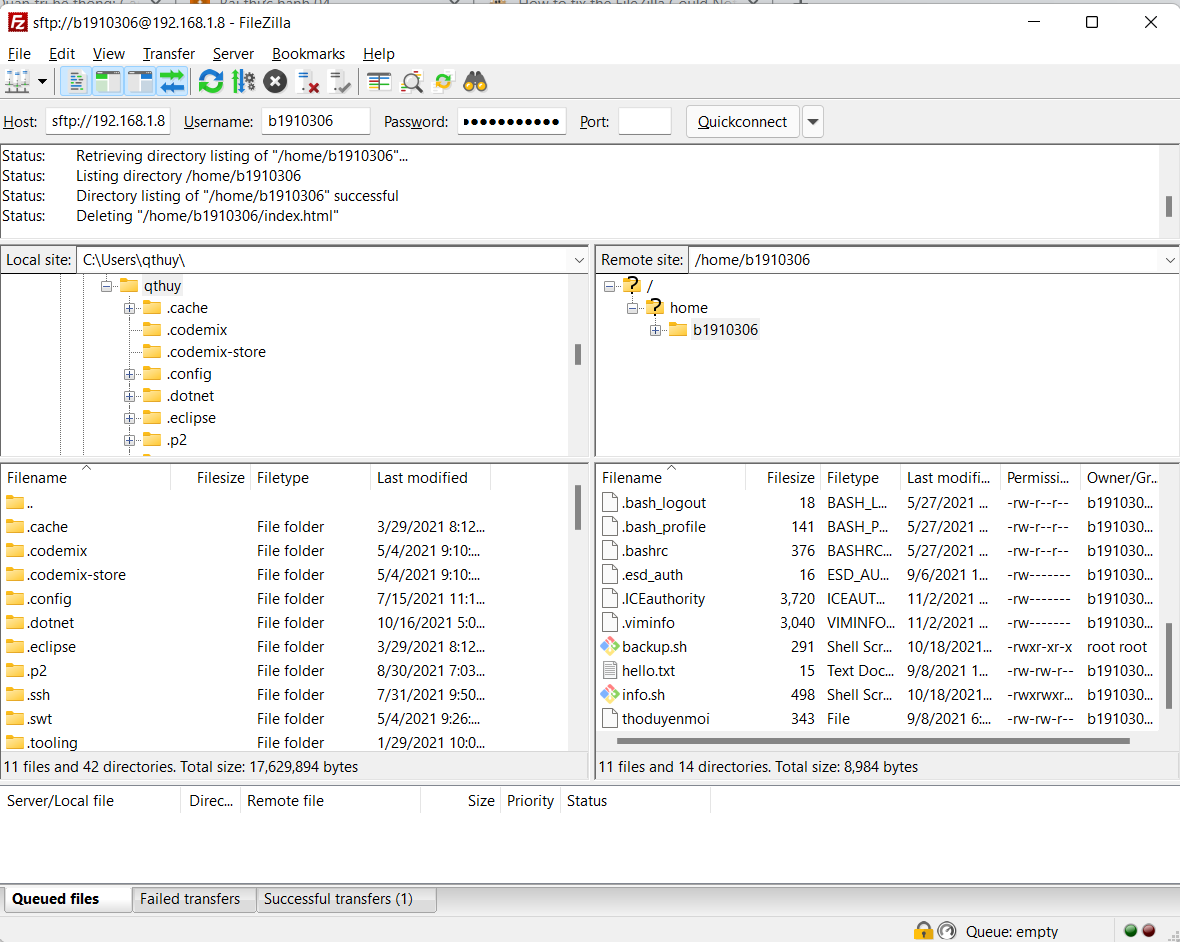 sftp://b1910306@192.168.1.8 - FileZilla
File Edit View Transfer Server Bookmarks Help
Host: sftp://192.168.1.8 Username: b1910306 Password: ●●●●●●●●●●● Port: Quickconnect
Status: Retrieving directory listing of "/home/b1910306"...
Status: Listing directory /home/b1910306
Status: Directory listing of "/home/b1910306" successful
Status: Deleting "/home/b1910306/index.html"
Local site: C:\Users\qthuy\
qthuy
.cache
.codemix
.codemix-store
.config
.dotnet
.eclipse
.p2
Remote site: /home/b1910306
/
home
b1910306
Filename Filesize Filetype Last modified
..
.cache File folder 3/29/2021 8:12...
.codemix File folder 5/4/2021 9:10:...
.codemix-store File folder 5/4/2021 9:10:...
.config File folder 7/15/2021 11:1...
.dotnet File folder 10/16/2021 5:0...
.eclipse File folder 3/29/2021 8:12...
.p2 File folder 8/30/2021 7:03...
.ssh File folder 7/31/2021 9:50...
.swt File folder 5/4/2021 9:26:...
.tooling File folder 1/29/2021 10:0...
11 files and 42 directories. Total size: 17,629,894 bytes
Filename Filesize Filetype Last modifi... Permissi... Owner/Gr...
.bash_logout 18 BASH_L... 5/27/2021 ... -rw-r--r-- b191030...
.bash_profile 141 BASH_P... 5/27/2021 ... -rw-r--r-- b191030...
.bashrc 376 BASHRC... 5/27/2021 ... -rw-r--r-- b191030...
.esd_auth 16 ESD_AU... 9/6/2021 1... -rw------- b191030...
.ICEauthority 3,720 ICEAUT... 11/2/2021 ... -rw------- b191030...
.viminfo 3,040 VIMINFO... 11/2/2021 ... -rw------- b191030...
backup.sh 291 Shell Scr... 10/18/2021... -rwxr-xr-x root root
hello.txt 15 Text Doc... 9/8/2021 1... -rw-rw-r-- b191030...
info.sh 498 Shell Scr... 10/18/2021... -rwxrwxr... b191030...
thoduyenmoi 343 File 9/8/2021 6:... -rw-rw-r-- b191030...
11 files and 14 directories. Total size: 8,984 bytes
Server/Local file Direc... Remote file Size Priority Status
Queued files Failed transfers Successful transfers (1)
Queue: empty